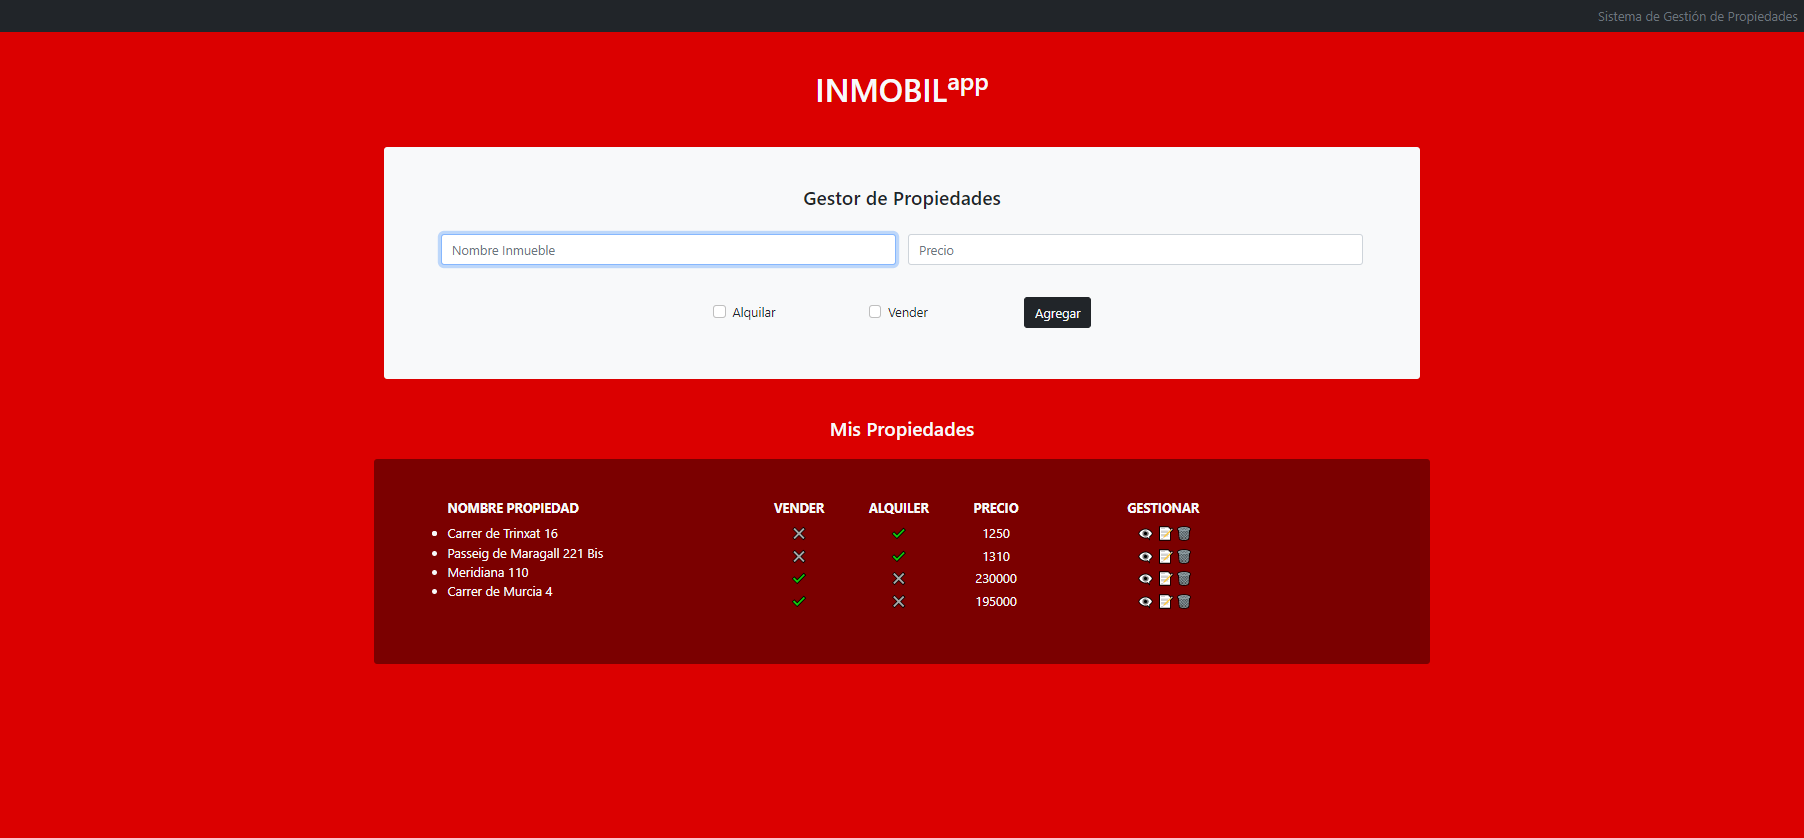 Sistema de Gestión de Propiedades
INMOBILapp
Gestor de Propiedades
Nombre Inmueble Precio
Alquilar Vender Agregar
Mis Propiedades
NOMBRE PROPIEDAD VENDER ALQUILER PRECIO GESTIONAR
Carrer de Trinxat 16 1250
Passeig de Maragall 221 Bis 1310
Meridiana 110 230000
Carrer de Murcia 4 195000